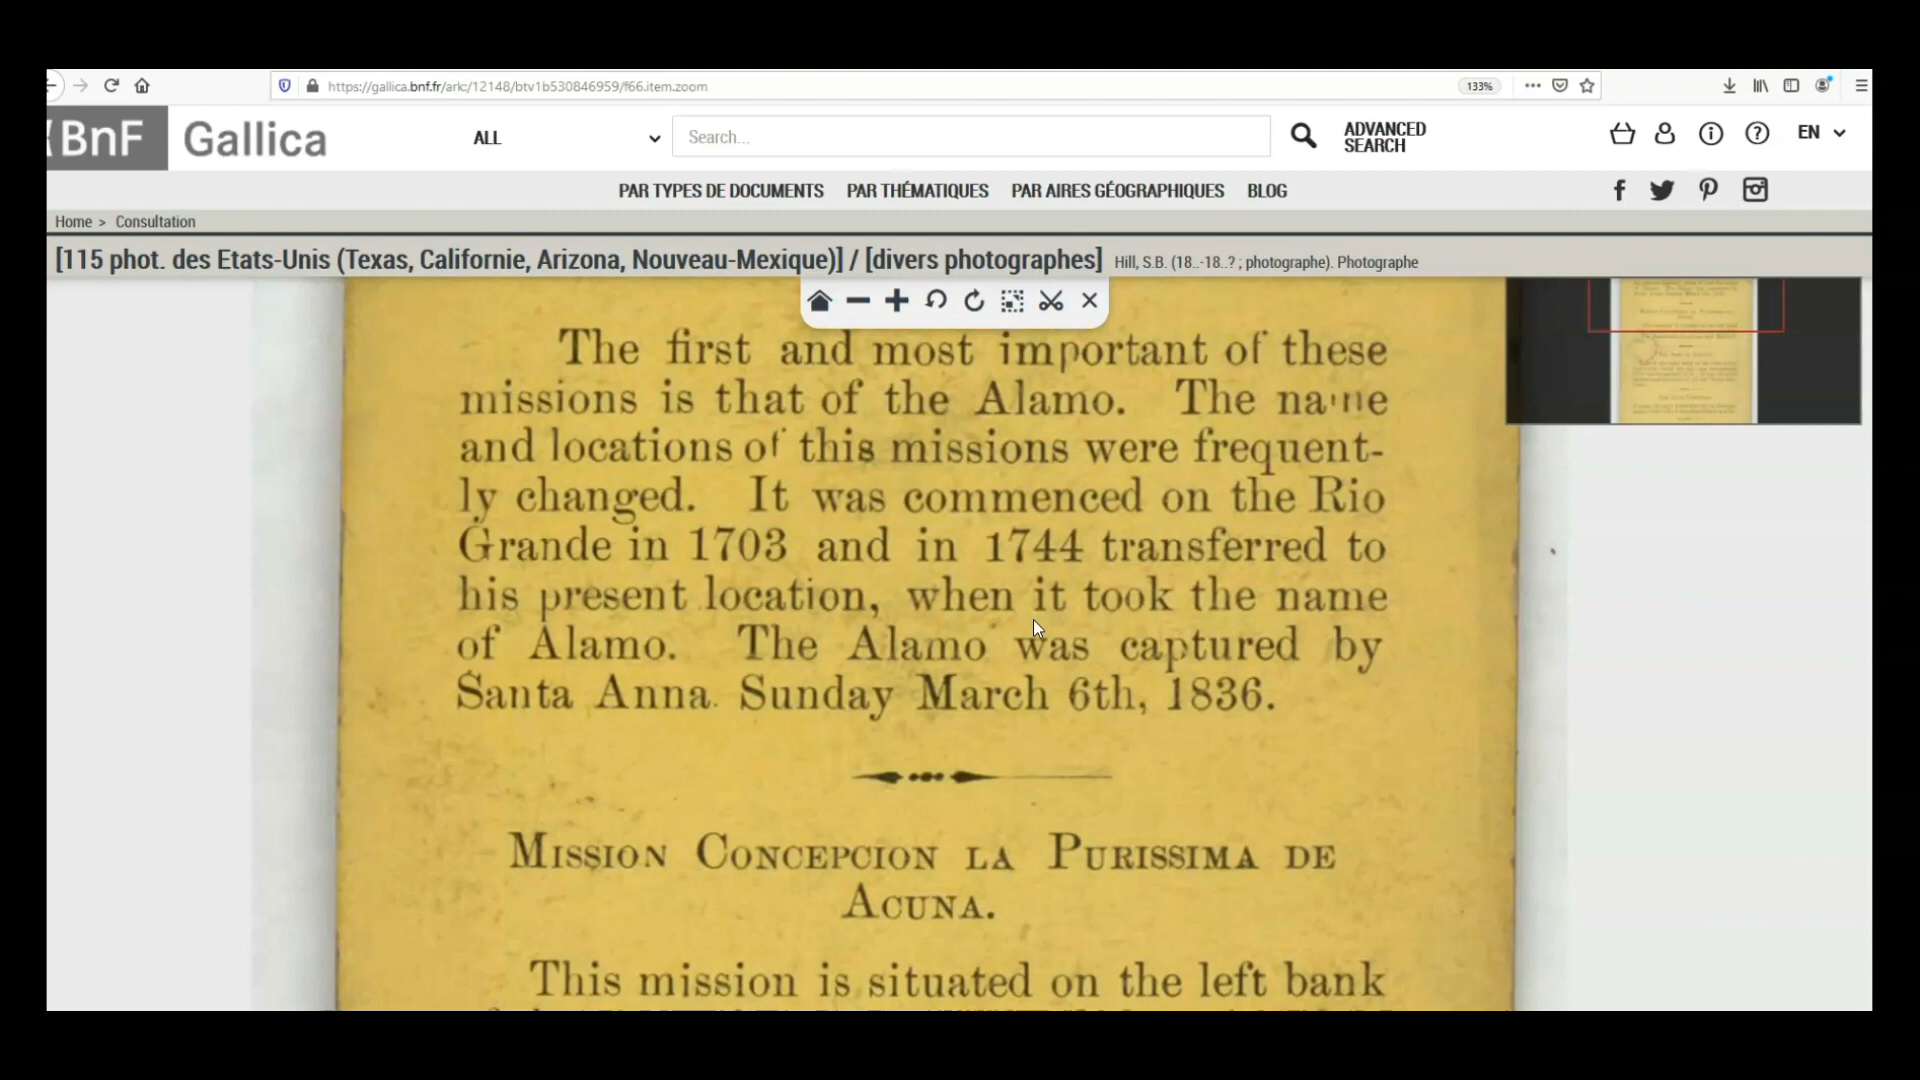 https://gallica.bnf.fr/ark:/12148/btv1b530846959/f66.item.zoom
133%
BnF Gallica
ALL
Search...
ADVANCED
SEARCH
EN
PAR TYPES DE DOCUMENTS PAR THÉMATIQUES PAR AIRES GÉOGRAPHIQUES BLOG
Home > Consultation
[115 phot. des Etats-Unis (Texas, Californie, Arizona, Nouveau-Mexique)] / [divers photographes] Hill, S.B. (18..-18..? ; photographe). Photographe
The first and most important of these
missions is that of the Alamo. The name
and locations of this missions were frequent-
ly changed. It was commenced on the Rio
Grande in 1703 and in 1744 transferred to
his present location, when it took the name
of Alamo. The Alamo was captured by
Santa Anna. Sunday March 6th, 1836.
MISSION CONCEPCION LA PURISSIMA DE
ACUNA.
This mission is situated on the left bank